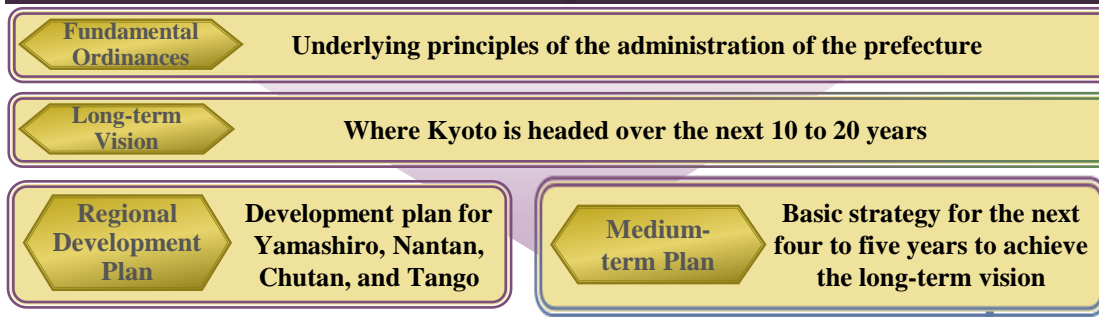 Fundamental
Ordinances
Underlying principles of the administration of the prefecture
Long-term
Vision
Where Kyoto is headed over the next 10 to 20 years
Regional
Development
Plan
Development plan for
Yamashiro, Nantan,
Chutan, and Tango
Medium-
term Plan
Basic strategy for the next
four to five years to achieve
the long-term vision